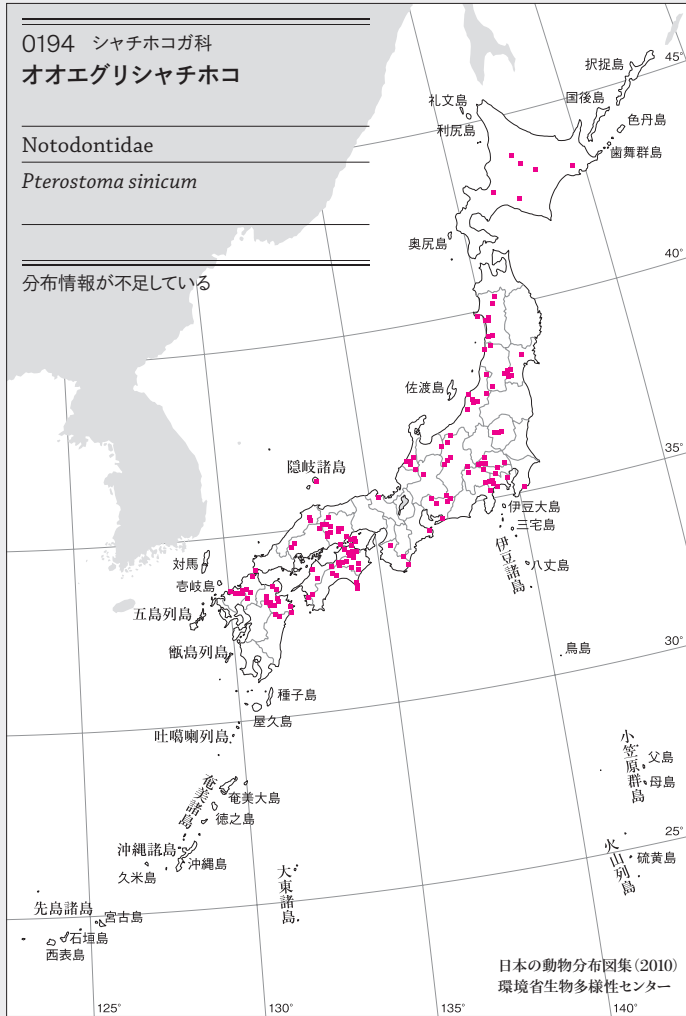 0194 シャチホコガ科
オオエグリシャチホコ
Notodontidae
Pterostoma sinicum
分布情報が不足している
択捉島
45°
国後島
礼文島
色丹島
利尻島
歯舞群島
奥尻島
40°
佐渡島
35°
隠岐諸島
伊豆大島
三宅島
伊豆諸島
八丈島
対馬
壱岐島
五島列島
甑島列島
鳥島
30°
種子島
屋久島
吐噶喇列島
小笠原群島
父島
母島
奄美諸島
奄美大島
徳之島
25°
沖縄諸島
沖縄島
久米島
火山列島
硫黄島
大東諸島
先島諸島
宮古島
石垣島
西表島
日本の動物分布図集(2010)
環境省生物多様性センター
125°
130°
135°
140°